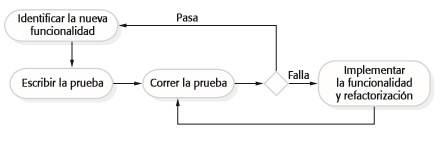 Identificar la nueva
funcionalidad
Pasa
Escribir la prueba
Correr la prueba
Falla
Implementar
la funcionalidad
y refactorización